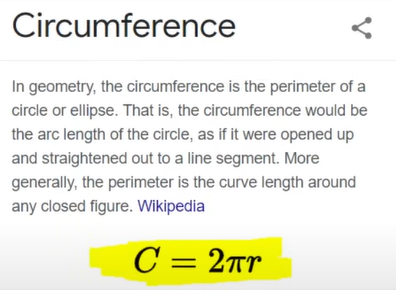 Circumference
In geometry, the circumference is the perimeter of a
circle or ellipse. That is, the circumference would be
the arc length of the circle, as if it were opened up
and straightened out to a line segment. More
generally, the perimeter is the curve length around
any closed figure. Wikipedia
C = 2πr